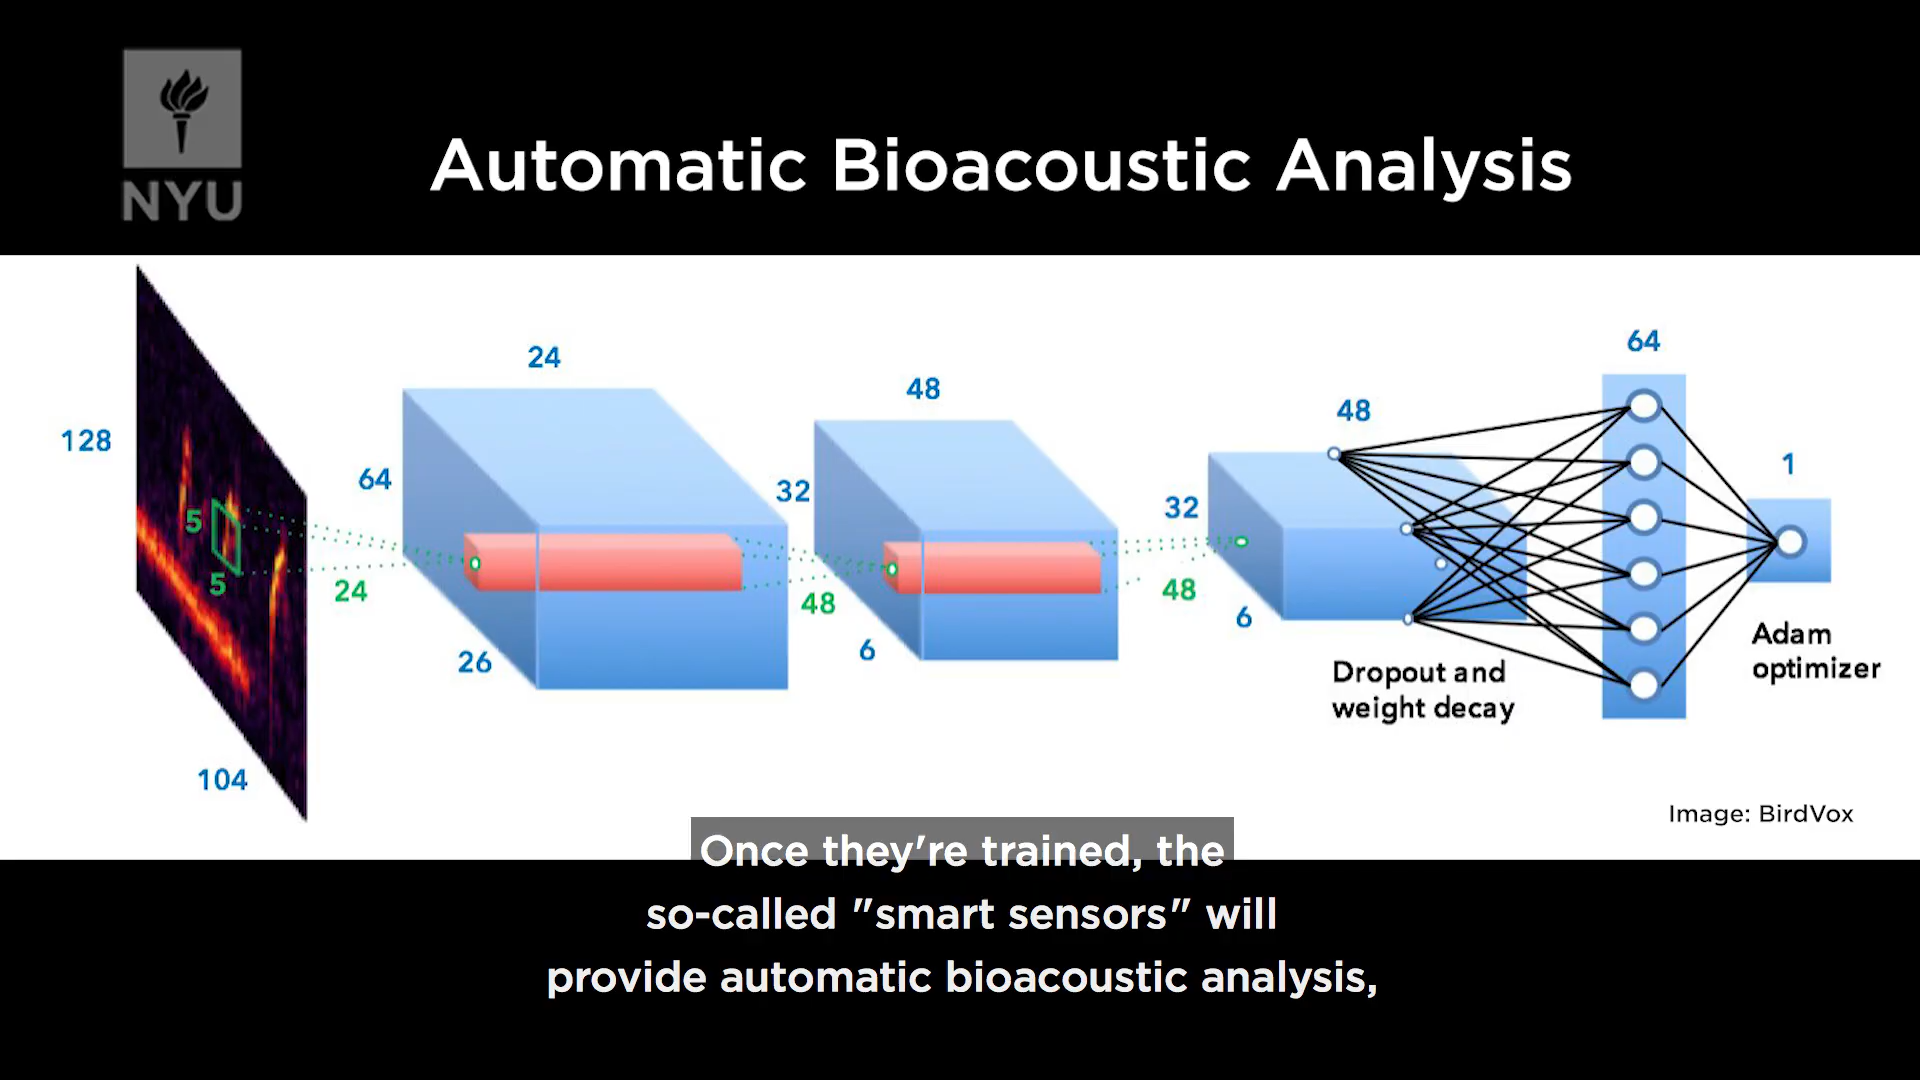 NYU
Automatic Bioacoustic Analysis
128
104
5
5
24
24
64
26
48
48
32
6
48
48
32
6
Dropout and
weight decay
64
1
Adam
optimizer
Image: BirdVox
Once they're trained, the
so-called "smart sensors" will
provide automatic bioacoustic analysis,